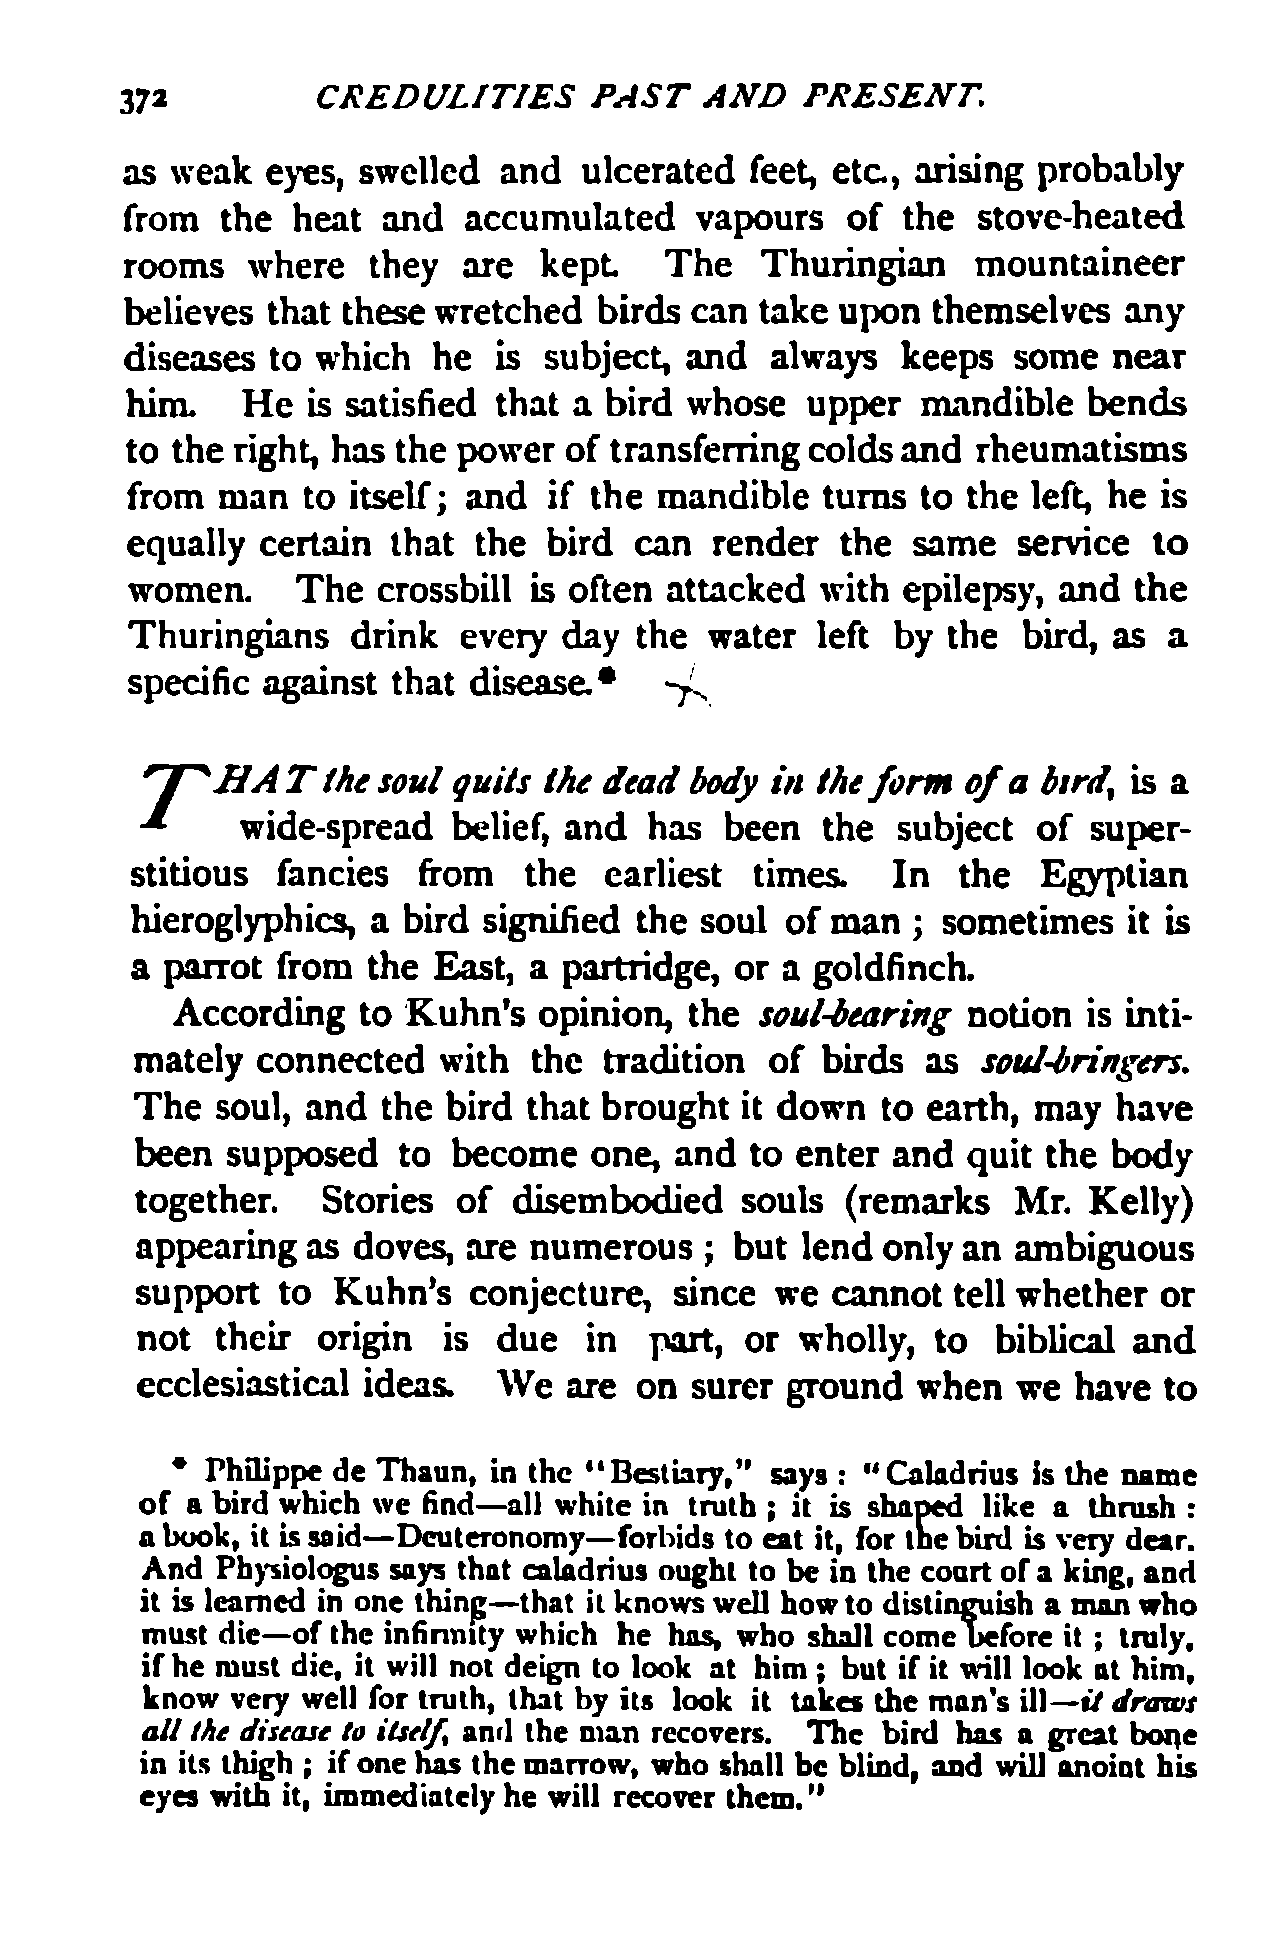 372 CREDULITIES PAST AND PRESENT.
as weak eyes, swelled and ulcerated feet, etc., arising probably
from the heat and accumulated vapours of the stove-heated
rooms where they are kept. The Thuringian mountaineer
believes that these wretched birds can take upon themselves any
diseases to which he is subject, and always keeps some near
him. He is satisfied that a bird whose upper mandible bends
to the right, has the power of transferring colds and rheumatisms
from man to itself; and if the mandible turns to the left, he is
equally certain that the bird can render the same service to
women. The crossbill is often attacked with epilepsy, and the
Thuringians drink every day the water left by the bird, as a
specific against that disease.*
THAT the soul quits the dead body in the form of a bird, is a
wide-spread belief, and has been the subject of super-
stitious fancies from the earliest times. In the Egyptian
hieroglyphics, a bird signified the soul of man ; sometimes it is
a parrot from the East, a partridge, or a goldfinch.
According to Kuhn's opinion, the soul-bearing notion is inti-
mately connected with the tradition of birds as soul-bringers.
The soul, and the bird that brought it down to earth, may have
been supposed to become one, and to enter and quit the body
together. Stories of disembodied souls (remarks Mr. Kelly)
appearing as doves, are numerous ; but lend only an ambiguous
support to Kuhn's conjecture, since we cannot tell whether or
not their origin is due in part, or wholly, to biblical and
ecclesiastical ideas. We are on surer ground when we have to
* Philippe de Thaun, in the "Bestiary," says : "Caladrius is the name
of a bird which we find—all white in truth ; it is shaped like a thrush :
a book, it is said—Deuteronomy—forbids to eat it, for the bird is very dear.
And Physiologus says that caladrius ought to be in the court of a king, and
it is learned in one thing—that it knows well how to distinguish a man who
must die—of the infirmity which he has, who shall come before it ; truly,
if he must die, it will not deign to look at him ; but if it will look at him,
know very well for truth, that by its look it takes the man's ill—it draws
all the disease to itself, and the man recovers. The bird has a great bone
in its thigh ; if one has the marrow, who shall be blind, and will anoint his
eyes with it, immediately he will recover them."